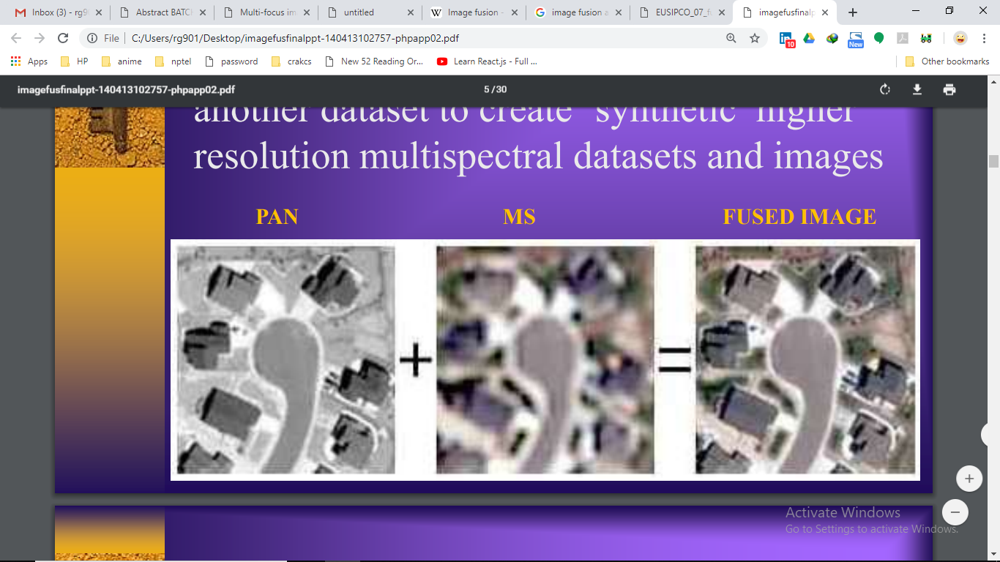 Inbox (3) - rg9
Abstract BATC
Multi-focus im
untitled
Image fusion -
image fusion a
EUSIPCO_07_f
imagefusfinalp
File | C:/Users/rg901/Desktop/imagefusfinalppt-140413102757-phpapp02.pdf
10
New
Apps
HP
anime
nptel
password
crakcs
New 52 Reading Or...
Learn React.js - Full ...
Other bookmarks
imagefusfinalppt-140413102757-phpapp02.pdf
5 / 30
another dataset to create "synthetic" higher
resolution multispectral datasets and images
PAN
MS
FUSED IMAGE
+
=
Activate Windows
Go to Settings to activate Windows.